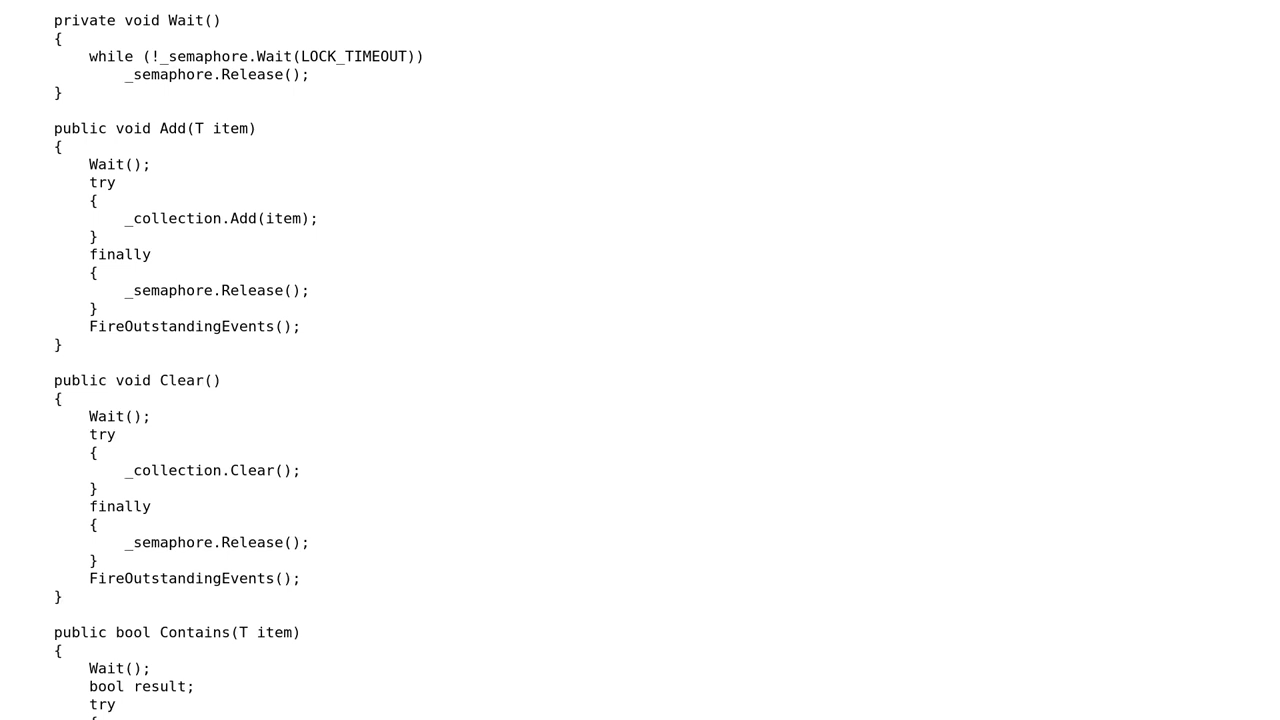 private void Wait()
{
    while (!_semaphore.Wait(LOCK_TIMEOUT))
        _semaphore.Release();
}

public void Add(T item)
{
    Wait();
    try
    {
        _collection.Add(item);
    }
    finally
    {
        _semaphore.Release();
    }
    FireOutstandingEvents();
}

public void Clear()
{
    Wait();
    try
    {
        _collection.Clear();
    }
    finally
    {
        _semaphore.Release();
    }
    FireOutstandingEvents();
}

public bool Contains(T item)
{
    Wait();
    bool result;
    try
    {